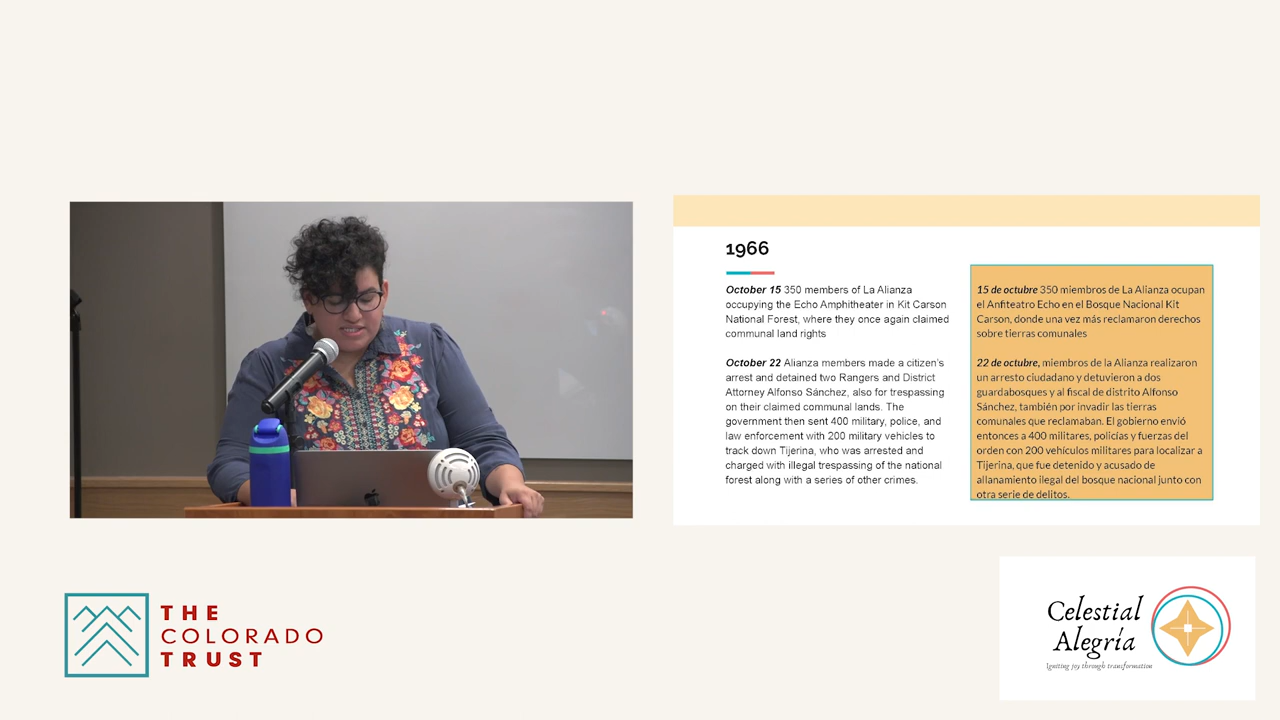 1966
October 15 350 members of La Alianza
occupying the Echo Amphitheater in Kit Carson
National Forest, where they once again claimed
communal land rights
October 22 Alianza members made a citizen's
arrest and detained two Rangers and District
Attorney Alfonso Sánchez, also for trespassing
on their claimed communal lands. The
government then sent 400 military, police, and
law enforcement with 200 military vehicles to
track down Tijerina, who was arrested and
charged with illegal trespassing of the national
forest along with a series of other crimes.
15 de octubre 350 miembros de La Alianza ocupan
el Anfiteatro Echo en el Bosque Nacional Kit
Carson, donde una vez más reclamaron derechos
sobre tierras comunales
22 de octubre, miembros de la Alianza realizaron
un arresto ciudadano y detuvieron a dos
guardabosques y al fiscal de distrito Alfonso
Sánchez, también por invadir las tierras
comunales que reclamaban. El gobierno envió
entonces a 400 militares, policías y fuerzas del
orden con 200 vehículos militares para localizar a
Tijerina, que fue detenido y acusado de
allanamiento ilegal del bosque nacional junto con
otra serie de delitos.
THE
COLORADO
TRUST
Celestial
Alegría
Igniting joy through transformation